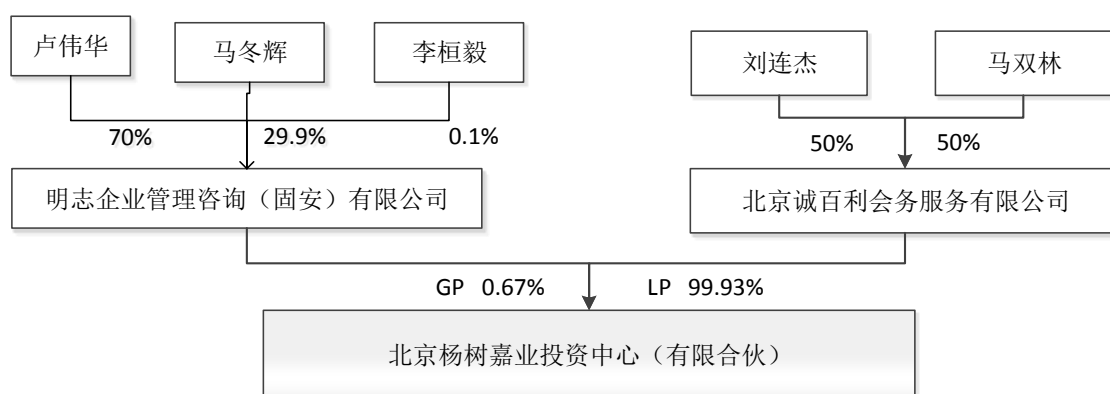 卢伟华
马冬辉
李桓毅
刘连杰
马双林
70%
29.9%
0.1%
50%
50%
明志企业管理咨询（固安）有限公司
北京诚百利会务服务有限公司
GP 0.67%
LP 99.93%
北京杨树嘉业投资中心（有限合伙）